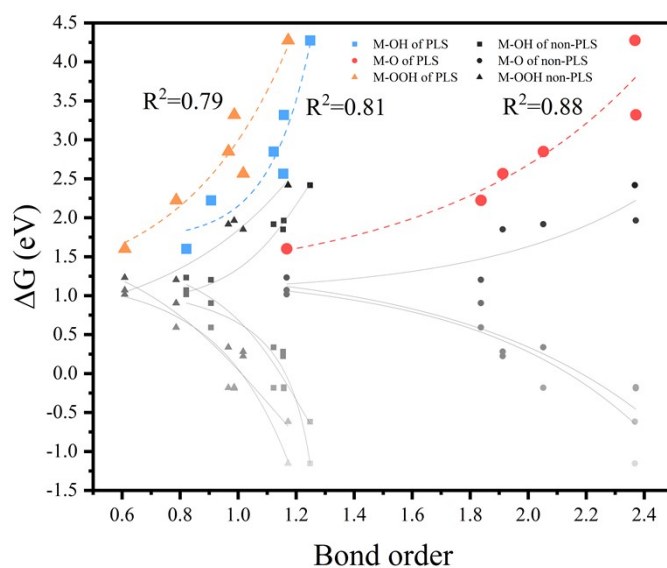 4.5
4.0
3.5
3.0
2.5
2.0
1.5
1.0
0.5
0.0
-0.5
-1.0
-1.5
ΔG (eV)
M-OH of PLS
M-O of PLS
M-OOH of PLS
M-OH of non-PLS
M-O of non-PLS
M-OOH non-PLS
R²=0.79
R²=0.81
R²=0.88
0.6 0.8 1.0 1.2 1.4 1.6 1.8 2.0 2.2 2.4
Bond order